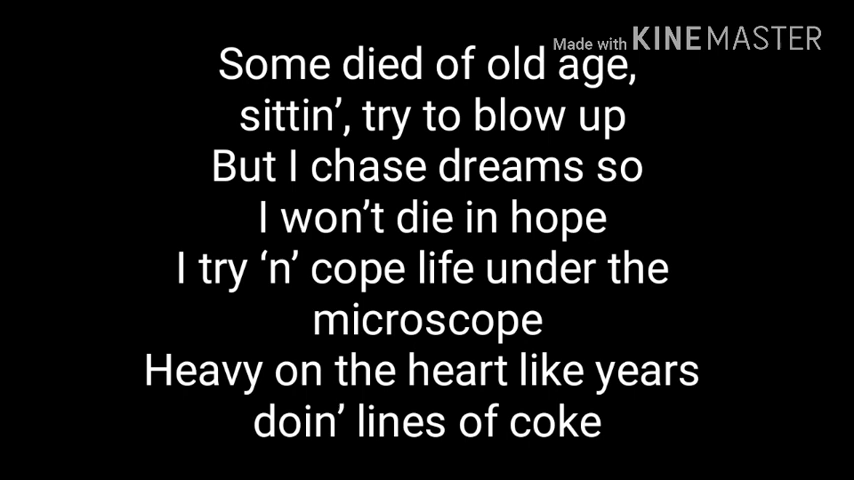 Made with KINEMASTER
Some died of old age,
sittin’, try to blow up
But I chase dreams so
I won’t die in hope
I try ‘n’ cope life under the
microscope
Heavy on the heart like years
doin’ lines of coke